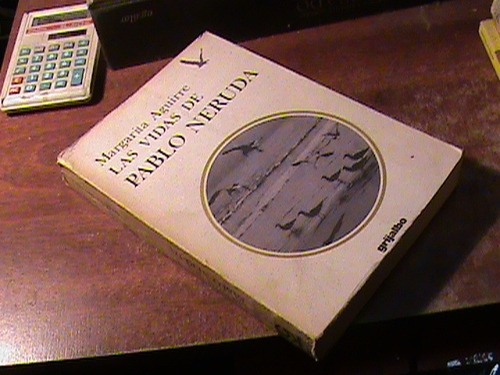 Margarita Aguirre
LAS VIDAS DE
PABLO NERUDA
grijalbo